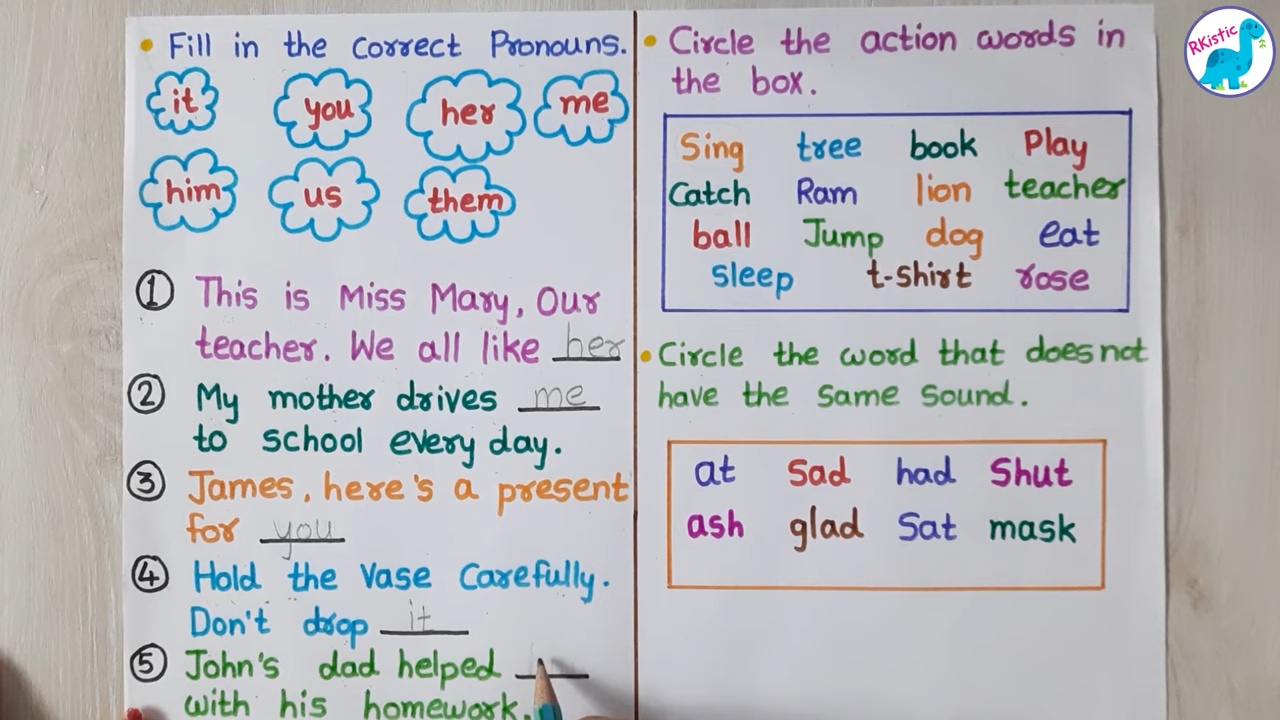 • Fill in the correct Pronouns.
it you her me
him us them
① This is Miss Mary, Our
teacher. We all like her
② My mother drives me
to school every day.
③ James, here's a present
for you
④ Hold the Vase Carefully.
Don't drop it
⑤ John's dad helped
with his homework.
• Circle the action words in
the box.
Sing tree book Play
Catch Ram lion teacher
ball Jump dog eat
sleep t-shirt rose
• Circle the word that does not
have the Same Sound.
at Sad had Shut
ash glad Sat mask
RKistic